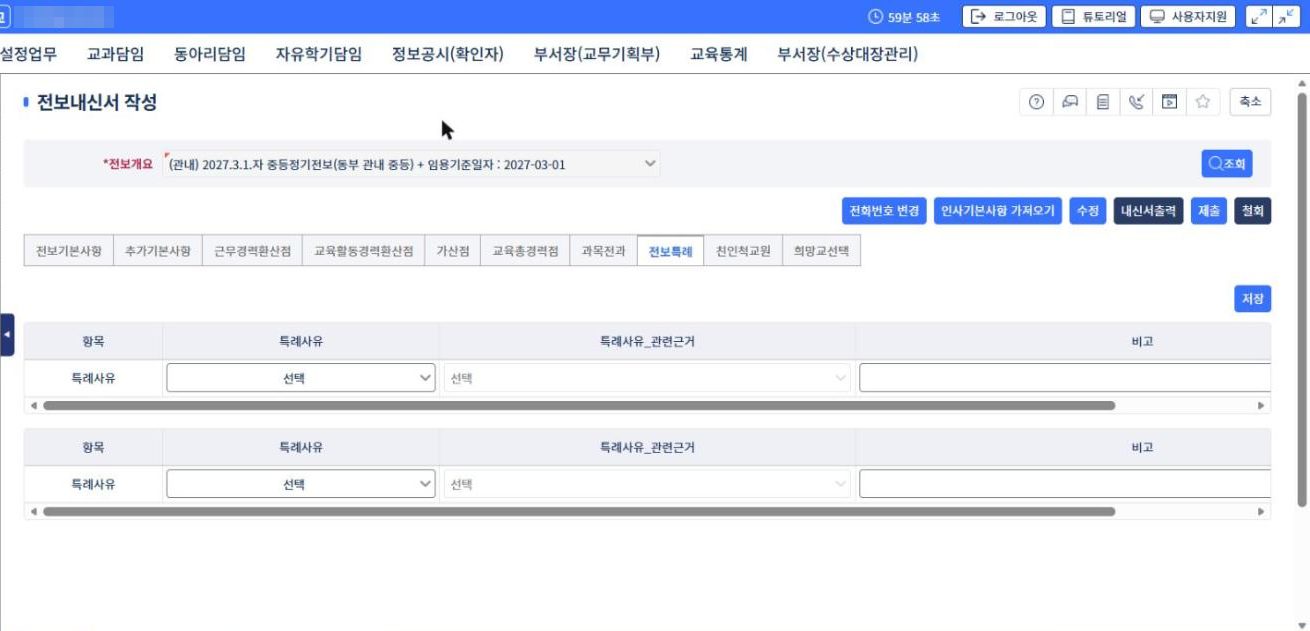 59분 58초 로그아웃 튜토리얼 사용자지원
설정업무 교과담임 동아리담임 자유학기담임 정보공시(확인자) 부서장(교무기획부) 교육통계 부서장(수상대장관리)
전보내신서 작성 축소
*전보개요 (관내) 2027.3.1.자 중등정기전보(동부 관내 중등) + 임용기준일자 : 2027-03-01 조회
전화번호 변경 인사기본사항 가져오기 수정 내신서출력 제출 철회
전보기본사항 추가기본사항 근무경력환산점 교육활동경력환산점 가산점 교육총경력점 과목전과 전보특례 친인척교원 희망교선택
저장
항목 특례사유 특례사유_관련근거 비고
특례사유 선택 선택
항목 특례사유 특례사유_관련근거 비고
특례사유 선택 선택